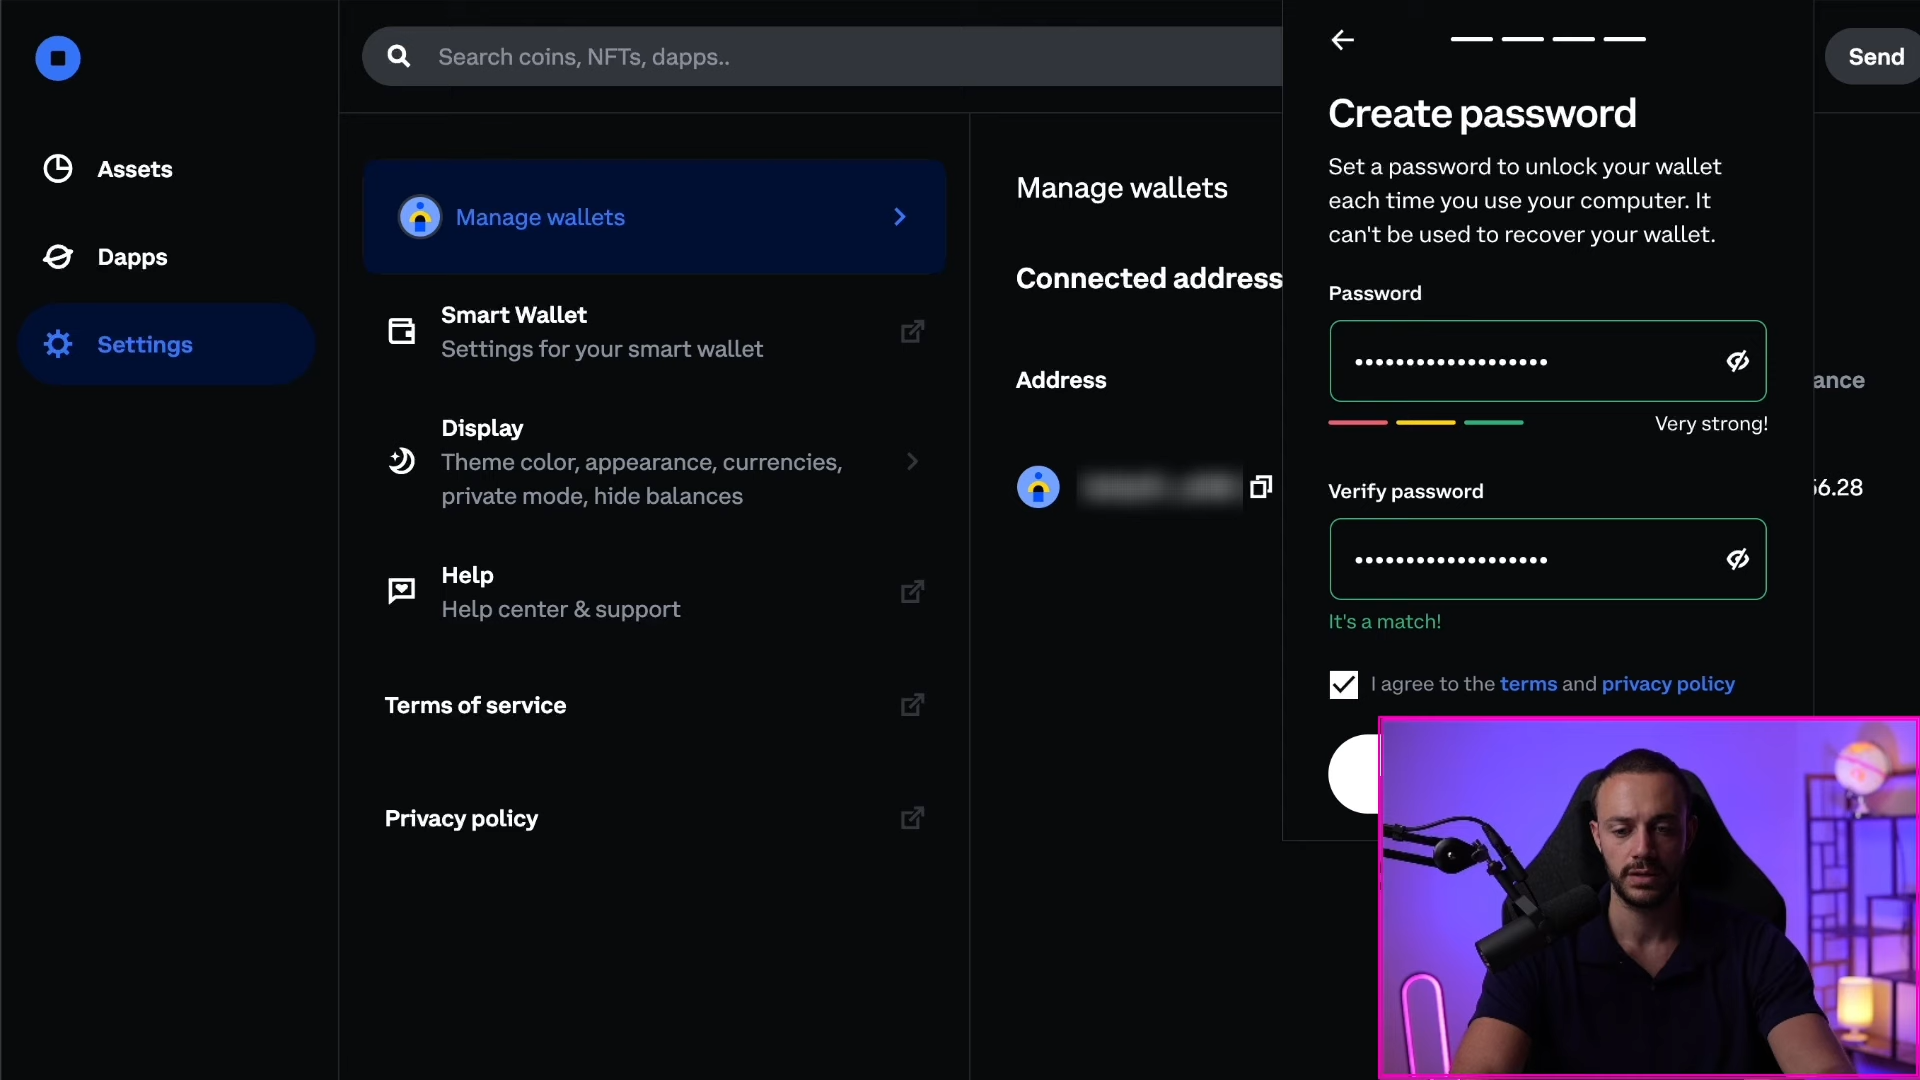 Search coins, NFTs, dapps..
Send
Assets
Dapps
Settings
Manage wallets
Smart Wallet
Settings for your smart wallet
Display
Theme color, appearance, currencies,
private mode, hide balances
Help
Help center & support
Terms of service
Privacy policy
Manage wallets
Connected address
Address
ance
6.28
Create password
Set a password to unlock your wallet
each time you use your computer. It
can't be used to recover your wallet.
Password
Very strong!
Verify password
It's a match!
I agree to the terms and privacy policy